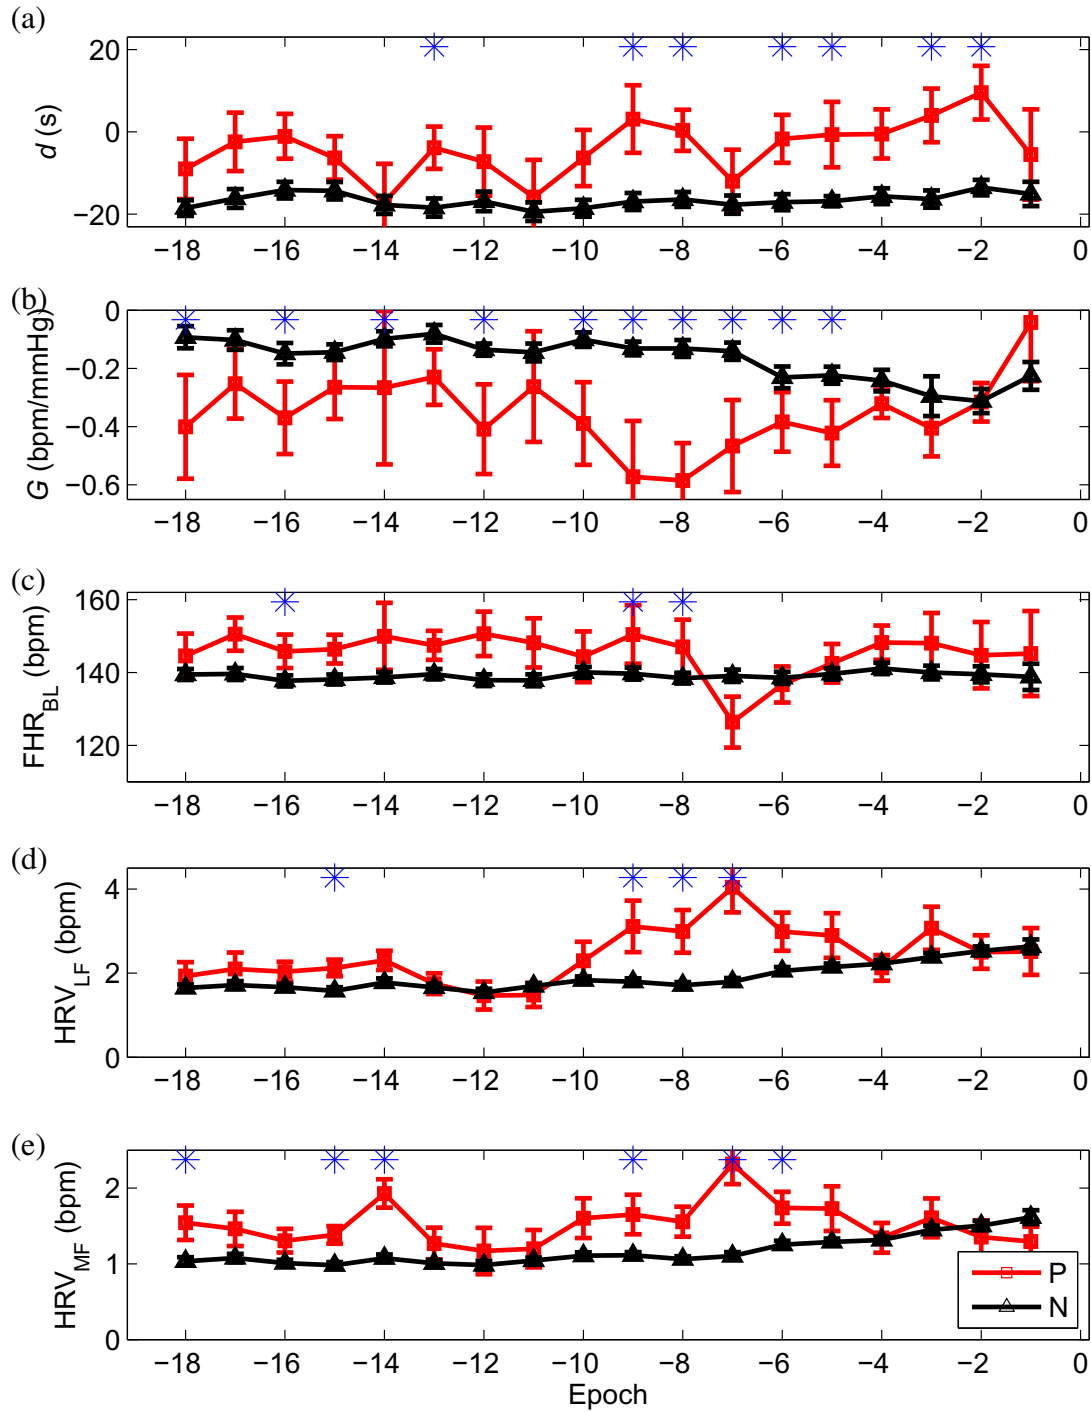 (a)
20
0
−20
d (s)
−18 −16 −14 −12 −10 −8 −6 −4 −2 0
(b)
0
−0.2
−0.4
−0.6
G (bpm/mmHg)
−18 −16 −14 −12 −10 −8 −6 −4 −2 0
(c)
160
140
120
FHR_BL (bpm)
−18 −16 −14 −12 −10 −8 −6 −4 −2 0
(d)
4
2
0
HRV_LF (bpm)
−18 −16 −14 −12 −10 −8 −6 −4 −2 0
(e)
2
1
0
HRV_MF (bpm)
P
N
−18 −16 −14 −12 −10 −8 −6 −4 −2 0
Epoch